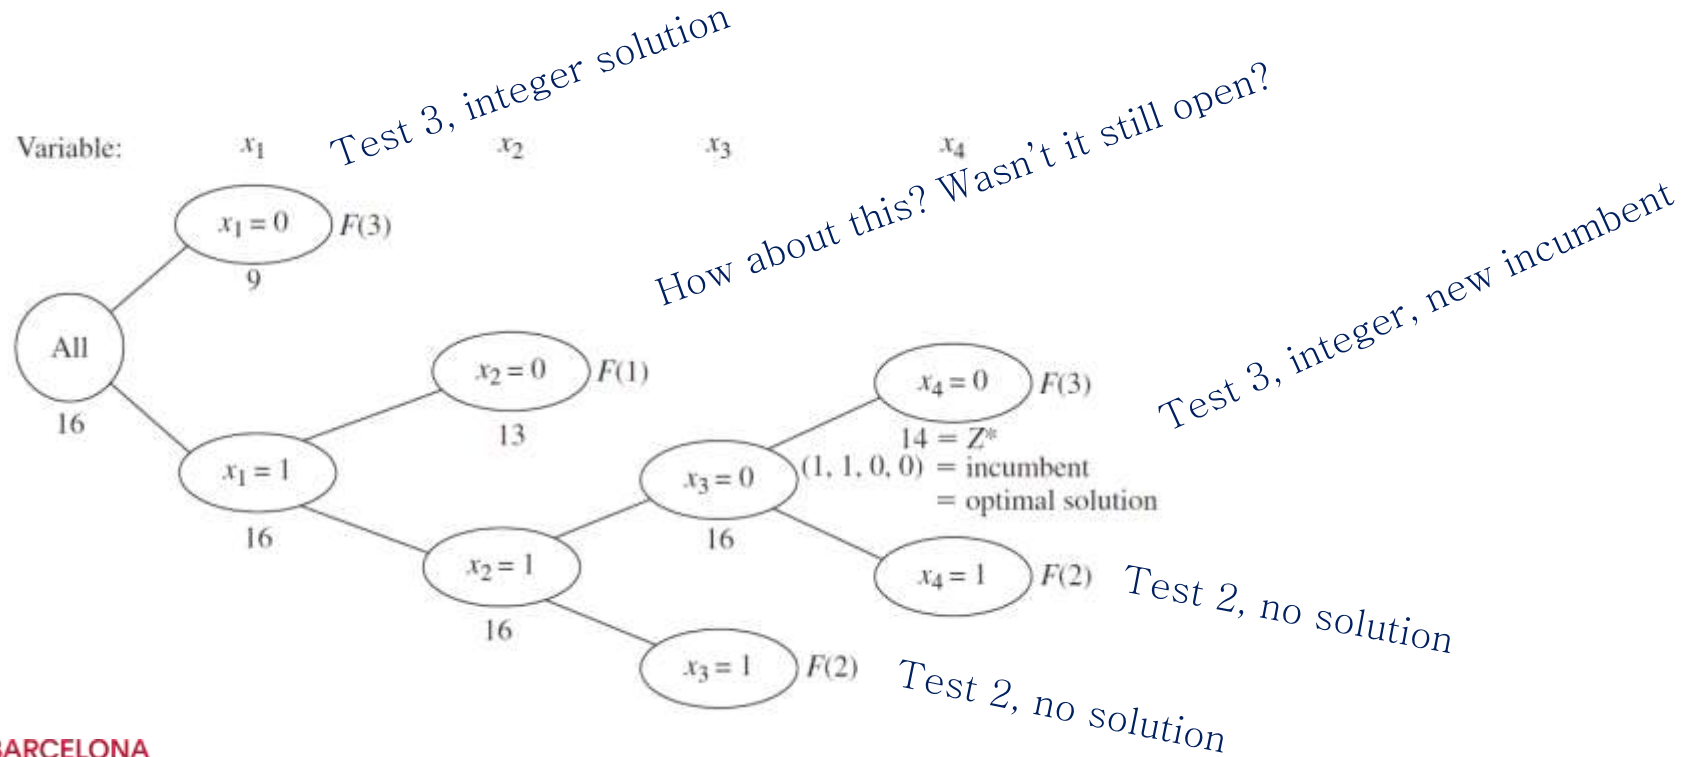 Test 3, integer solution
Variable: x₁ x₂ x₃ x₄
How about this? Wasn't it still open?
x₁ = 0 F(3)
9
Test 3, integer, new incumbent
All
16
x₂ = 0 F(1)
13
x₄ = 0 F(3)
14 = Z*
(1, 1, 0, 0) = incumbent
= optimal solution
x₁ = 1
16
x₃ = 0
16
x₂ = 1
16
x₄ = 1 F(2) Test 2, no solution
x₃ = 1 F(2) Test 2, no solution
BARCELONA